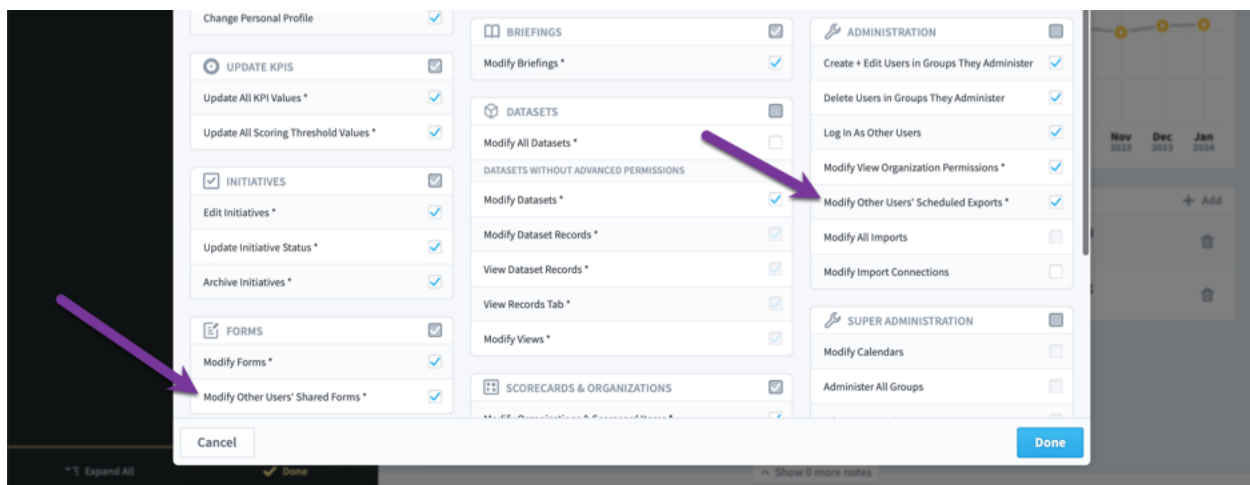 Change Personal Profile
UPDATE KPIS
Update All KPI Values *
Update All Scoring Threshold Values *
INITIATIVES
Edit Initiatives *
Update Initiative Status *
Archive Initiatives *
FORMS
Modify Forms *
Modify Other Users' Shared Forms *
BRIEFINGS
Modify Briefings *
DATASETS
Modify All Datasets *
DATASETS WITHOUT ADVANCED PERMISSIONS
Modify Datasets *
Modify Dataset Records *
View Dataset Records *
View Records Tab *
Modify Views *
SCORECARDS & ORGANIZATIONS
Modify Organizations & Scorecard Items *
ADMINISTRATION
Create + Edit Users in Groups They Administer
Delete Users in Groups They Administer
Log In As Other Users
Modify View Organization Permissions *
Modify Other Users' Scheduled Exports *
Modify All Imports
Modify Import Connections
SUPER ADMINISTRATION
Modify Calendars
Administer All Groups
Nov Dec Jan
2023 2023 2024
+ Add
Cancel
Done
Expand All
Done
Show 0 more notes